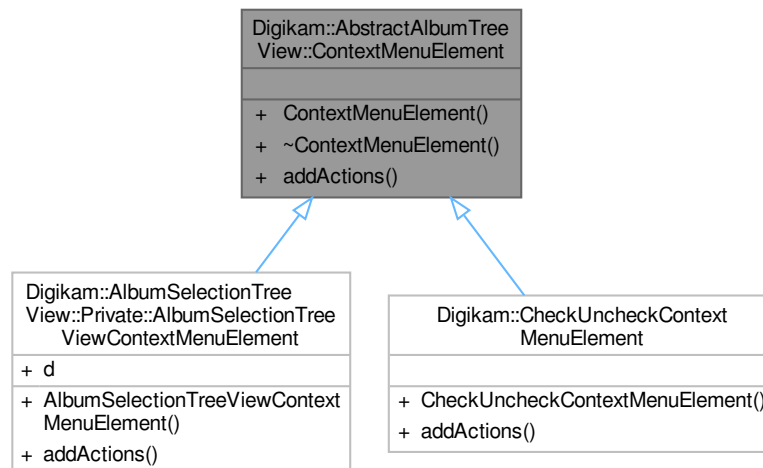 Digikam::AbstractAlbumTree
View::ContextMenuElement
+ ContextMenuElement()
+ ~ContextMenuElement()
+ addActions()
Digikam::AlbumSelectionTree
View::Private::AlbumSelectionTree
ViewContextMenuElement
+ d
+ AlbumSelectionTreeViewContext
MenuElement()
+ addActions()
Digikam::CheckUncheckContext
MenuElement
+ CheckUncheckContextMenuElement()
+ addActions()